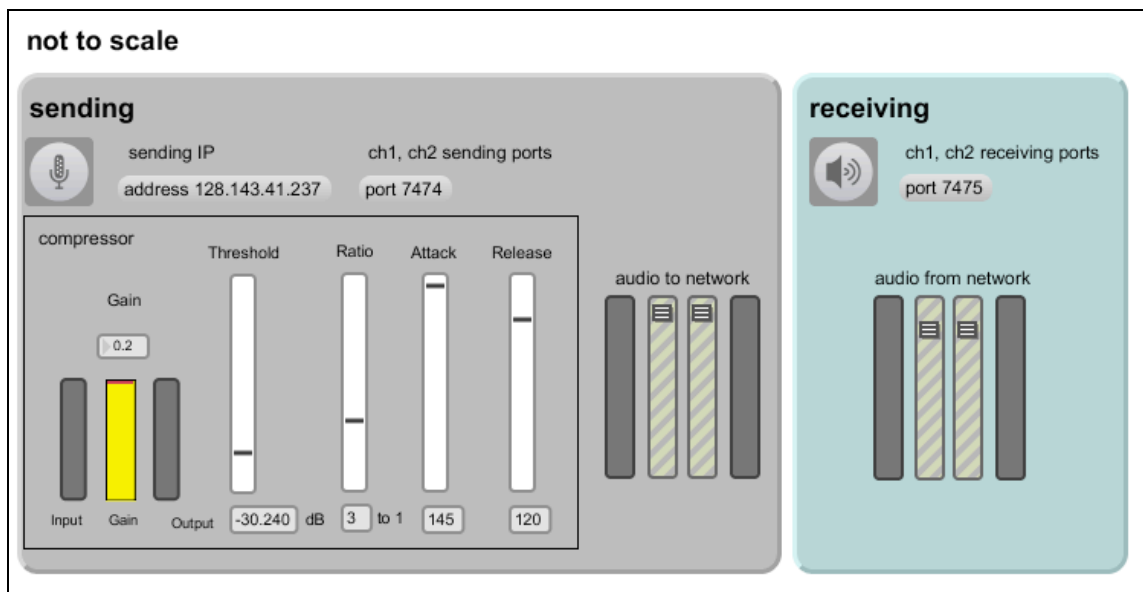 not to scale
sending
sending IP
address 128.143.41.237
ch1, ch2 sending ports
port 7474
compressor
Gain
0.2
Input
Gain
Output
Threshold
-30.240 dB
Ratio
3 to 1
Attack
145
Release
120
audio to network
receiving
ch1, ch2 receiving ports
port 7475
audio from network